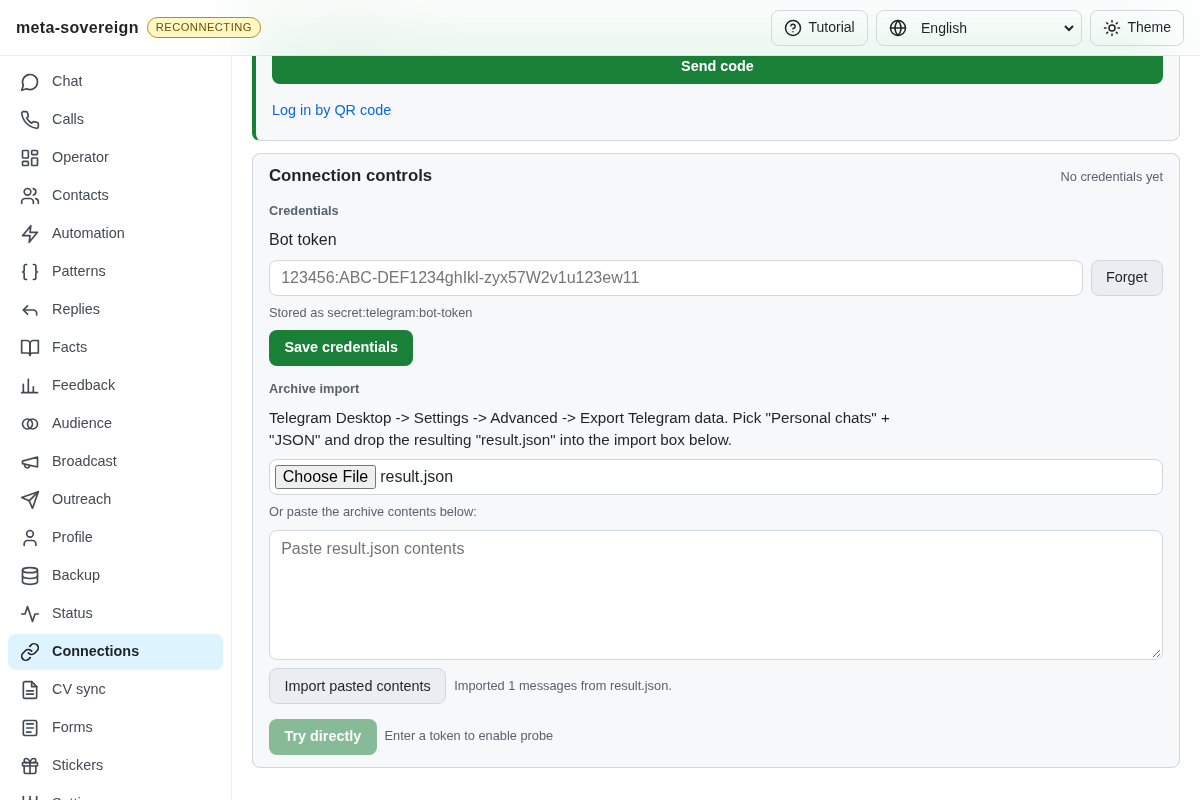 meta-sovereign
RECONNECTING
Tutorial
English
Theme
Chat
Calls
Operator
Contacts
Automation
Patterns
Replies
Facts
Feedback
Audience
Broadcast
Outreach
Profile
Backup
Status
Connections
CV sync
Forms
Stickers
Send code
Log in by QR code
Connection controls
No credentials yet
Credentials
Bot token
123456:ABC-DEF1234ghIkl-zyx57W2v1u123ew11
Forget
Stored as secret:telegram:bot-token
Save credentials
Archive import
Telegram Desktop -> Settings -> Advanced -> Export Telegram data. Pick "Personal chats" +
"JSON" and drop the resulting "result.json" into the import box below.
Choose File result.json
Or paste the archive contents below:
Paste result.json contents
Import pasted contents
Imported 1 messages from result.json.
Try directly
Enter a token to enable probe